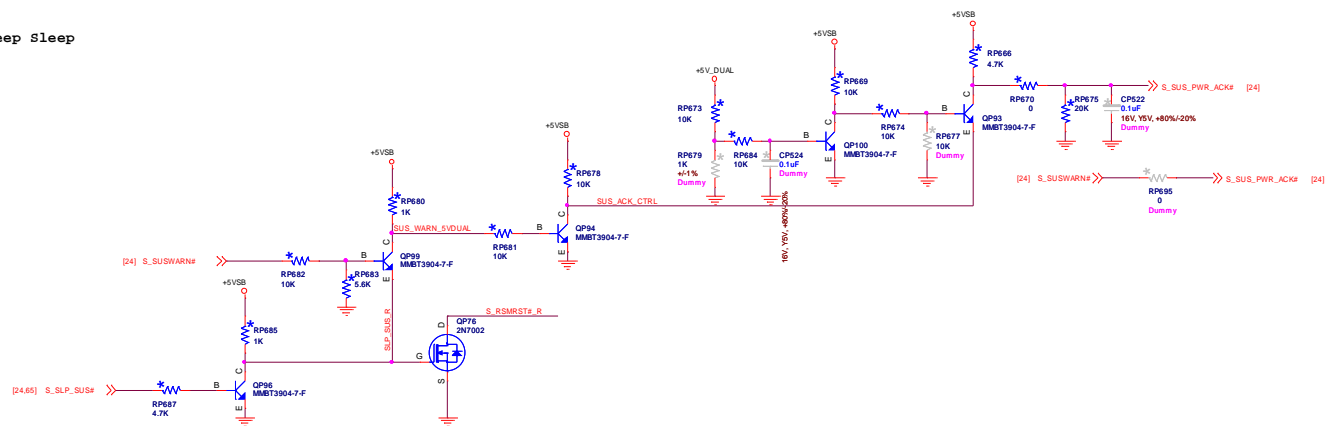 eep Sleep
+5VSB
RP666
4.7K
+5VSB
RP669
10K
+5V_DUAL
RP673
10K
C
RP670
0
RP675
20K
CP522
0.1uF
16V, Y5V, +80%/-20%
Dummy
S_SUS_PWR_ACK# [24]
B
QP93
MMBT3904-7-F
E
RP674
10K
RP677
10K
Dummy
C
B
QP100
MMBT3904-7-F
E
RP679
1K
+/-1%
Dummy
RP684
10K
CP524
0.1uF
Dummy
16V, Y5V, +80%/-20%
[24] S_SUSWARN#
RP695
0
Dummy
S_SUS_PWR_ACK# [24]
+5VSB
RP678
10K
SUS_ACK_CTRL
C
B
QP94
MMBT3904-7-F
E
+5VSB
RP680
1K
SUS_WARN_5VDUAL
RP681
10K
C
B
QP99
MMBT3904-7-F
E
[24] S_SUSWARN#
RP682
10K
RP683
5.6K
SLP_SUS_R
+5VSB
RP685
1K
S_RSMRST#_R
D
QP76
2N7002
G
S
C
B
QP96
MMBT3904-7-F
E
[24,65] S_SLP_SUS#
RP687
4.7K